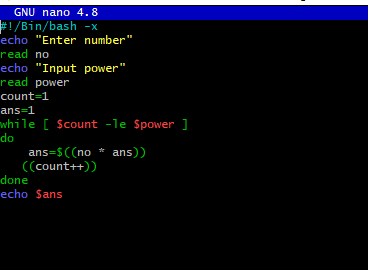 GNU nano 4.8
#!/Bin/bash -x
echo "Enter number"
read no
echo "Input power"
read power
count=1
ans=1
while [ $count -le $power ]
do
    ans=$((no * ans))
   ((count++))
done
echo $ans